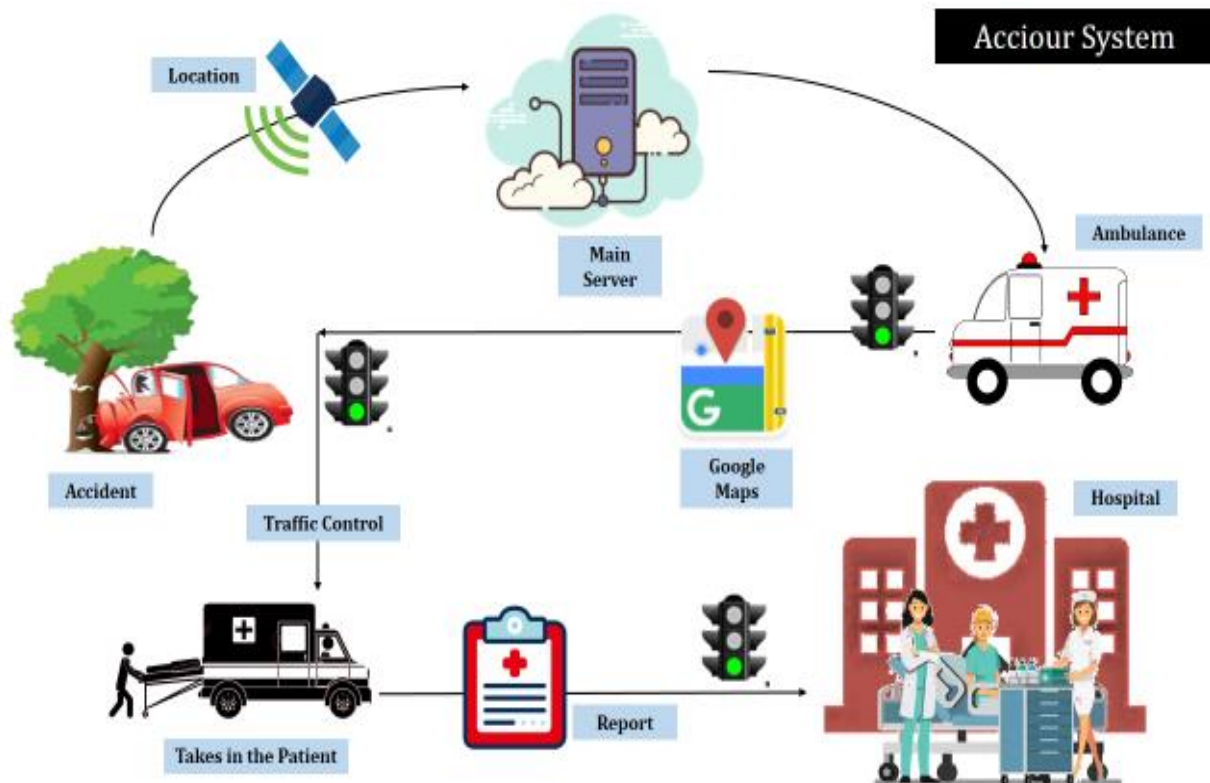 Acciour System
Location
Main
Server
Ambulance
Accident
G
Google
Maps
Hospital
Traffic Control
Takes in the Patient
Report